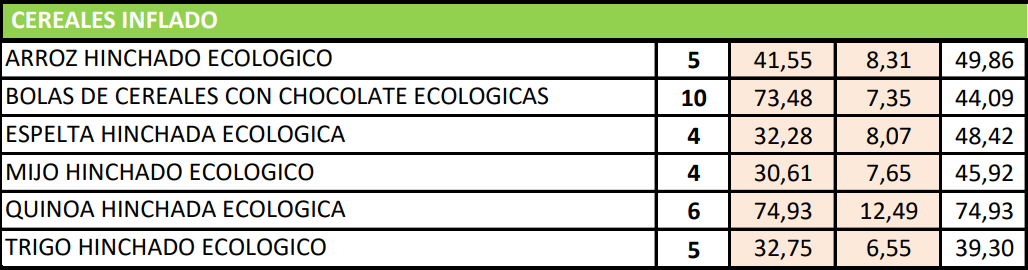 CEREALES INFLADO
ARROZ HINCHADO ECOLOGICO 5 41,55 8,31 49,86
BOLAS DE CEREALES CON CHOCOLATE ECOLOGICAS 10 73,48 7,35 44,09
ESPELTA HINCHADA ECOLOGICA 4 32,28 8,07 48,42
MIJO HINCHADO ECOLOGICO 4 30,61 7,65 45,92
QUINOA HINCHADA ECOLOGICA 6 74,93 12,49 74,93
TRIGO HINCHADO ECOLOGICO 5 32,75 6,55 39,30